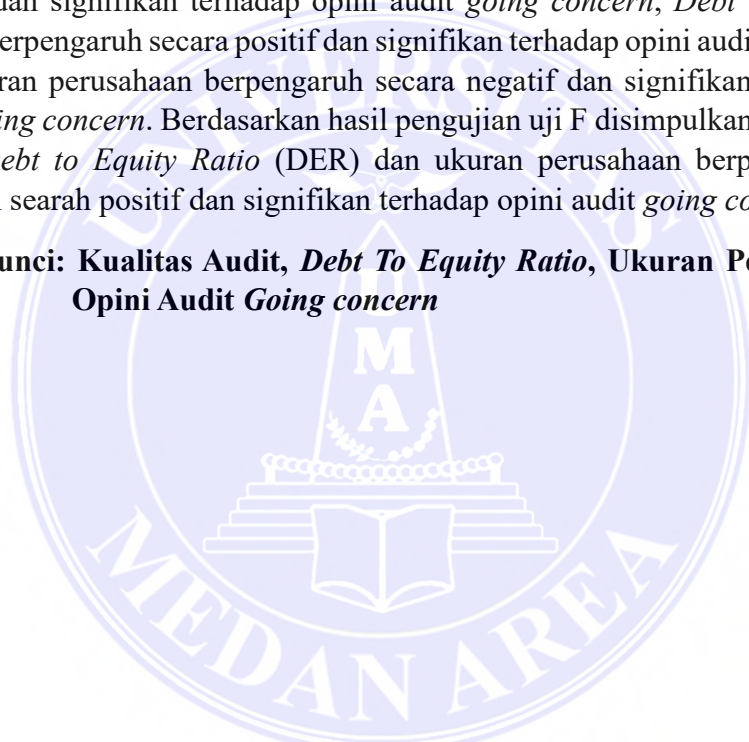 dan signifikan terhadap opini audit going concern, Debt
erpengaruh secara positif dan signifikan terhadap opini audi
ran perusahaan berpengaruh secara negatif dan signifikan
ing concern. Berdasarkan hasil pengujian uji F disimpulkan
ebt to Equity Ratio (DER) dan ukuran perusahaan berp
searah positif dan signifikan terhadap opini audit going co
unci: Kualitas Audit, Debt To Equity Ratio, Ukuran P
Opini Audit Going concern
UNIVERSITAS
U
M
A
MEDAN AREA